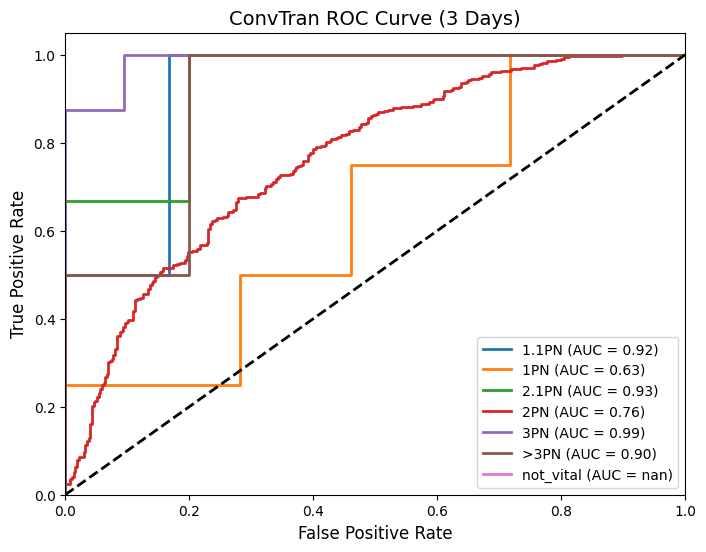 ConvTran ROC Curve (3 Days)
True Positive Rate
1.0
0.8
0.6
0.4
0.2
0.0
0.0 0.2 0.4 0.6 0.8 1.0
False Positive Rate
1.1PN (AUC = 0.92)
1PN (AUC = 0.63)
2.1PN (AUC = 0.93)
2PN (AUC = 0.76)
3PN (AUC = 0.99)
>3PN (AUC = 0.90)
not_vital (AUC = nan)